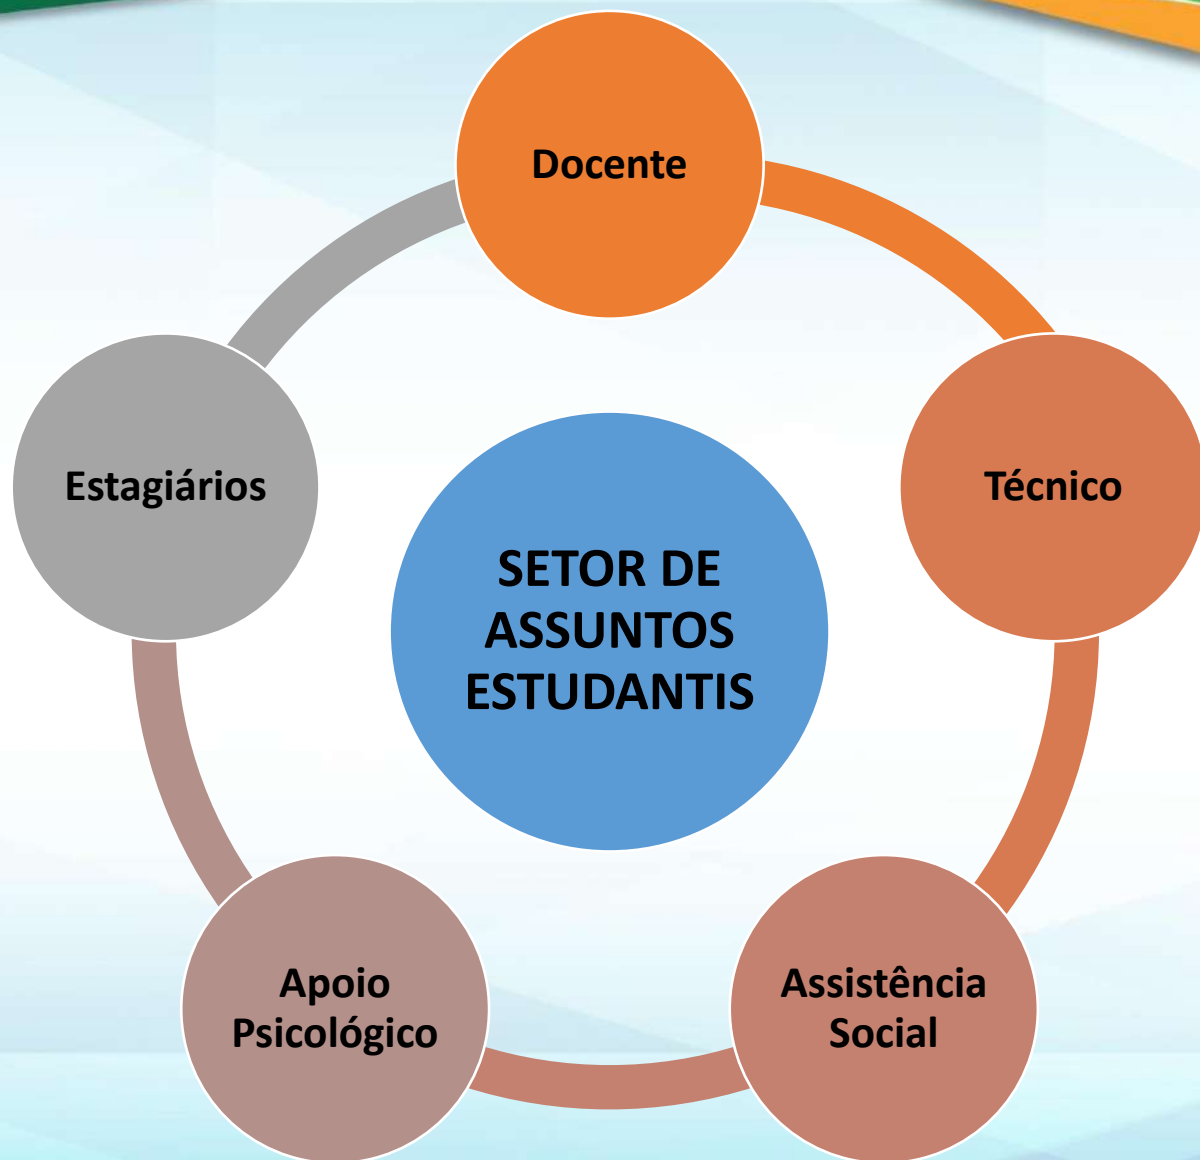 Docente
Estagiários
Técnico
SETOR DE
ASSUNTOS
ESTUDANTIS
Apoio
Psicológico
Assistência
Social